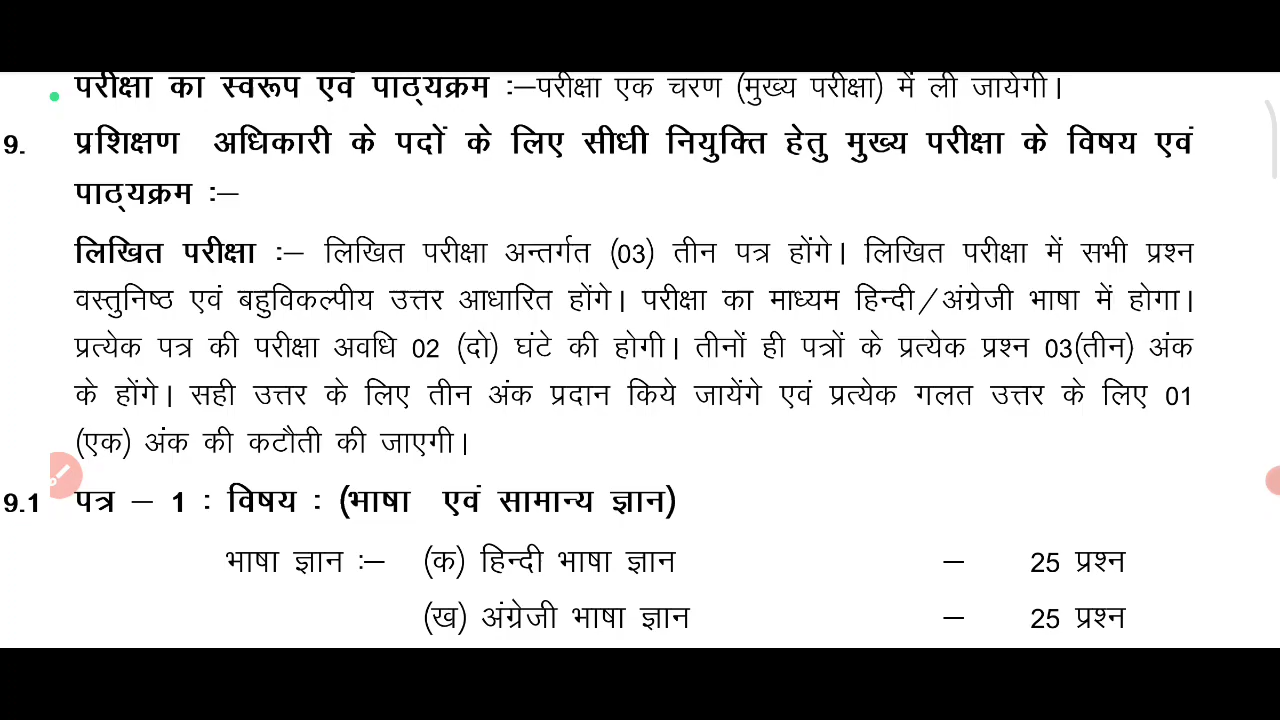 परीक्षा का स्वरूप एवं पाठ्यक्रम :–परीक्षा एक चरण (मुख्य परीक्षा) में ली जायेगी।
9. प्रशिक्षण अधिकारी के पदों के लिए सीधी नियुक्ति हेतु मुख्य परीक्षा के विषय एवं
पाठ्यक्रम :–
लिखित परीक्षा :– लिखित परीक्षा अन्तर्गत (03) तीन पत्र होंगे। लिखित परीक्षा में सभी प्रश्न
वस्तुनिष्ठ एवं बहुविकल्पीय उत्तर आधारित होंगे। परीक्षा का माध्यम हिन्दी/अंग्रेजी भाषा में होगा।
प्रत्येक पत्र की परीक्षा अवधि 02 (दो) घंटे की होगी। तीनों ही पत्रों के प्रत्येक प्रश्न 03(तीन) अंक
के होंगे। सही उत्तर के लिए तीन अंक प्रदान किये जायेंगे एवं प्रत्येक गलत उत्तर के लिए 01
(एक) अंक की कटौती की जाएगी।
9.1 पत्र – 1 : विषय : (भाषा एवं सामान्य ज्ञान)
भाषा ज्ञान :– (क) हिन्दी भाषा ज्ञान – 25 प्रश्न
(ख) अंग्रेजी भाषा ज्ञान – 25 प्रश्न